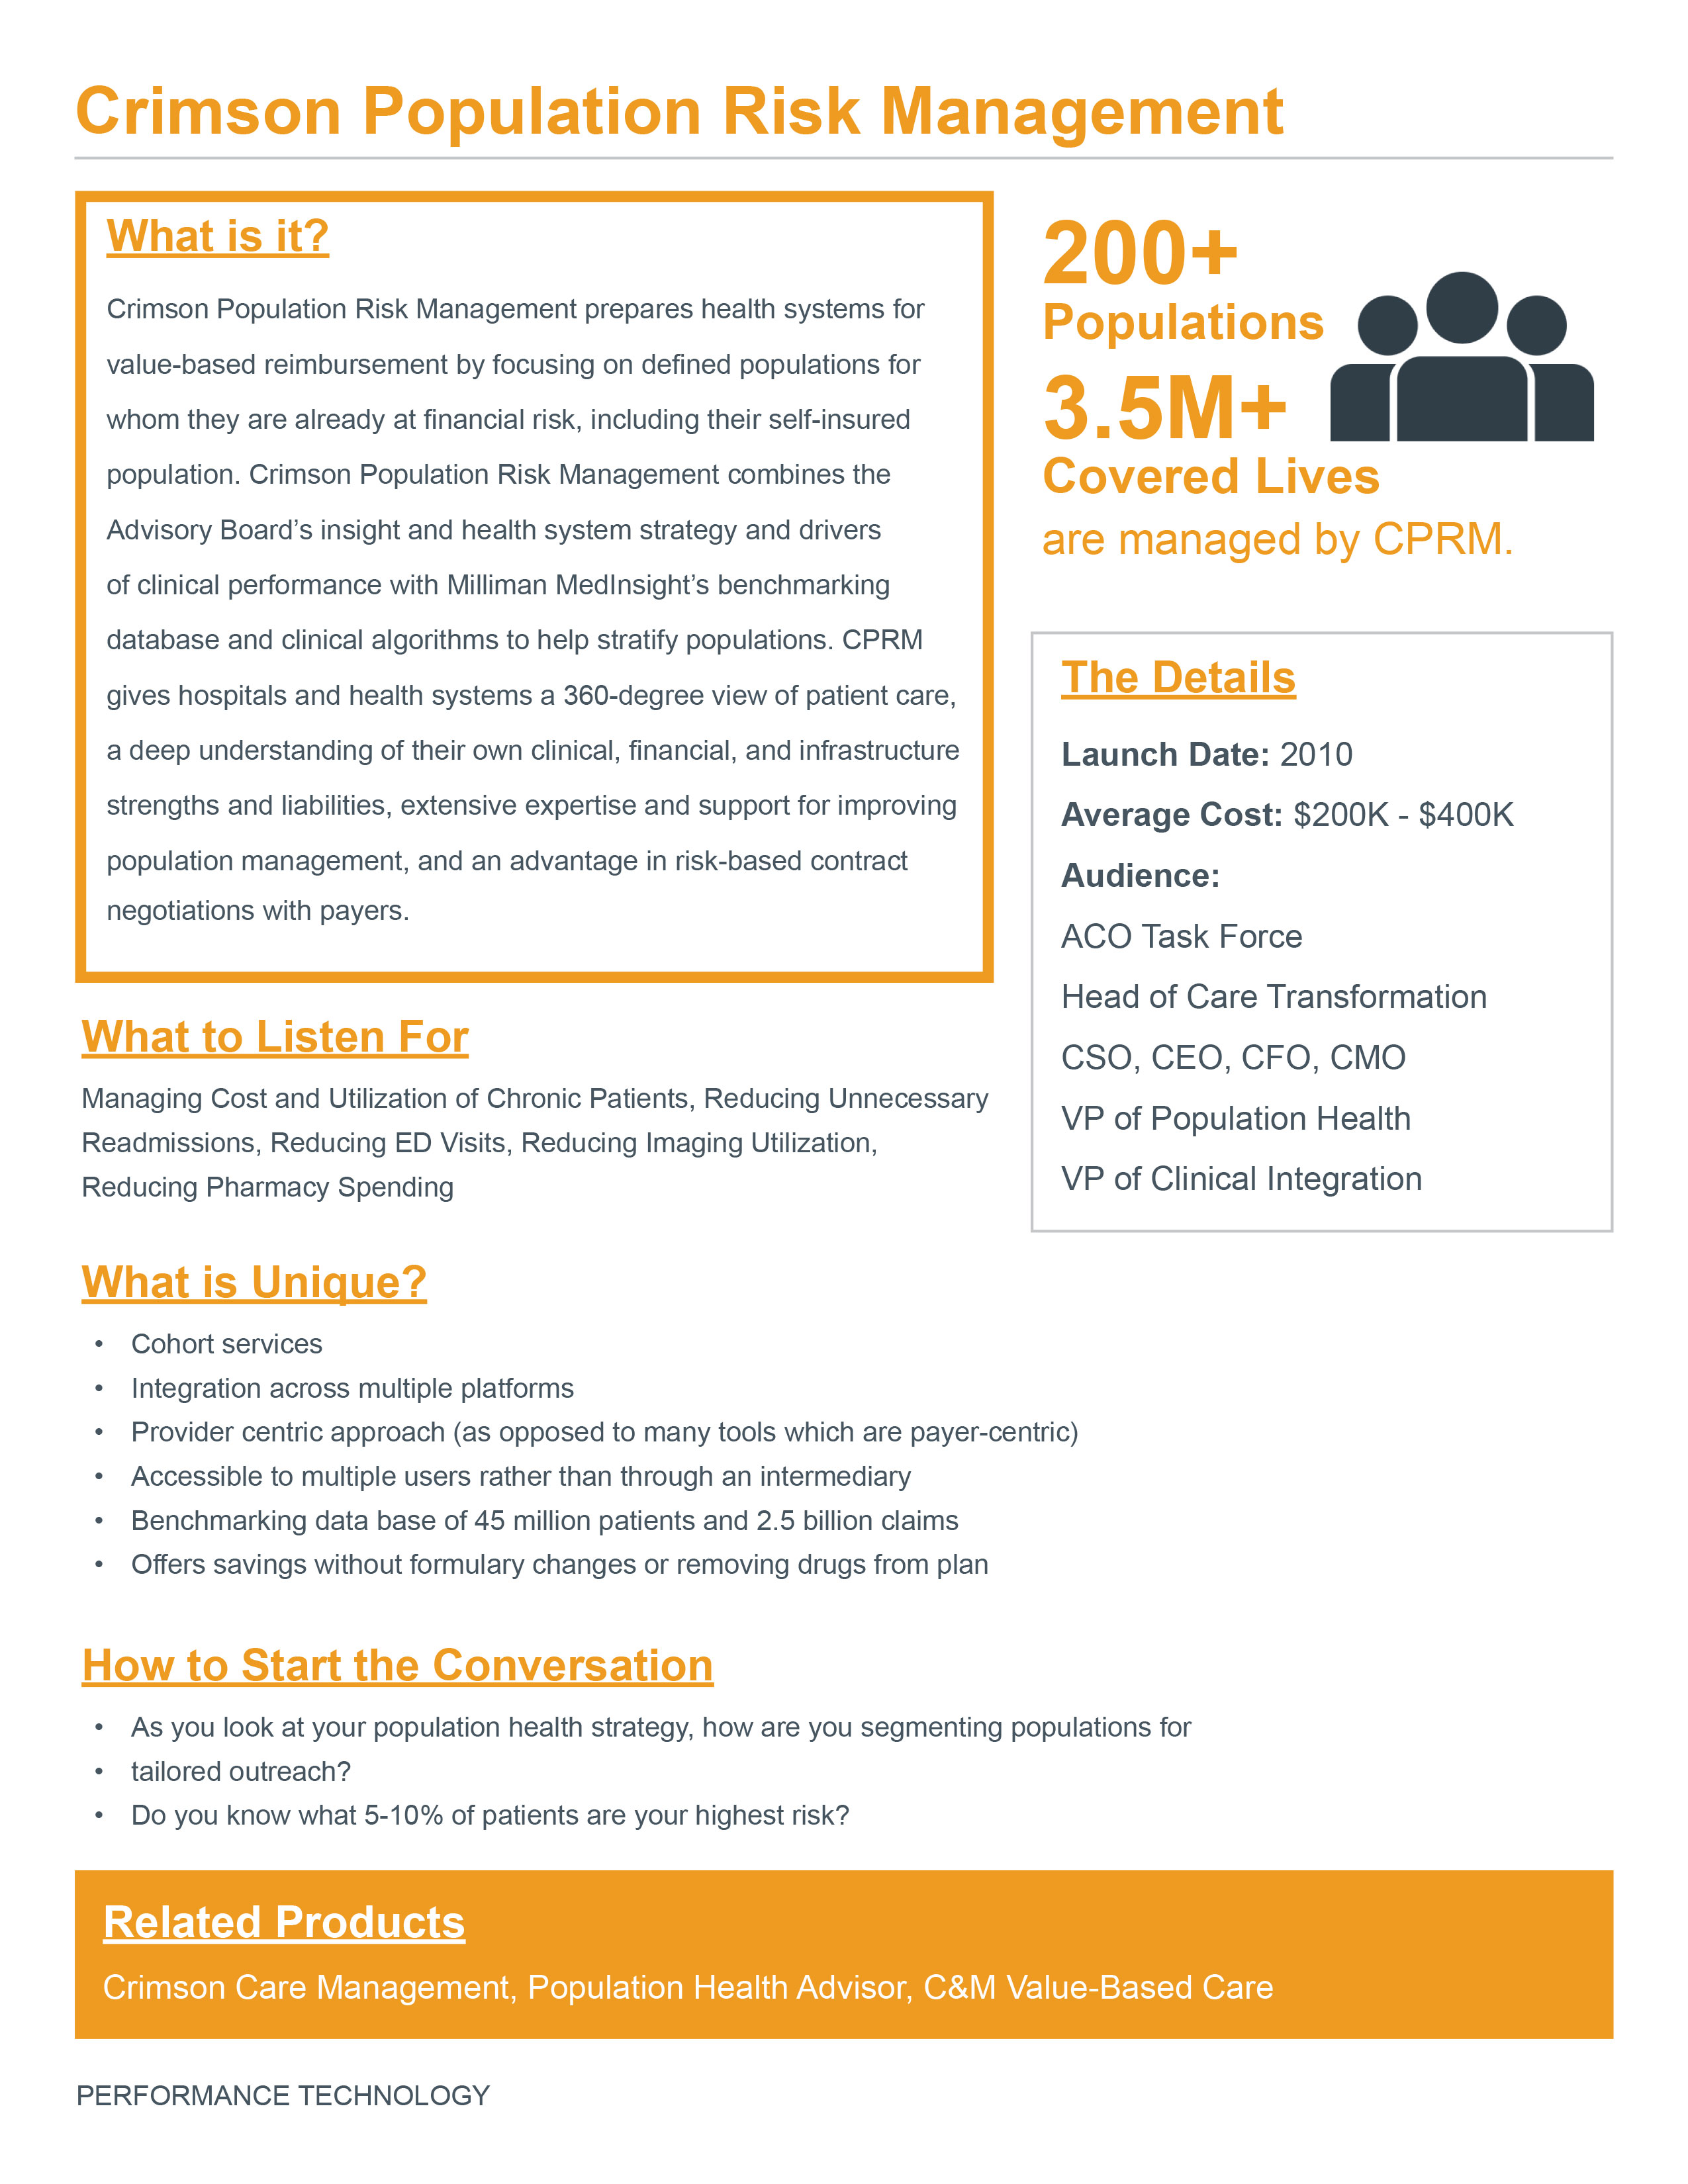 Crimson Population Risk Management
What is it?
Crimson Population Risk Management prepares health systems for
value-based reimbursement by focusing on defined populations for
whom they are already at financial risk, including their self-insured
population. Crimson Population Risk Management combines the
Advisory Board’s insight and health system strategy and drivers
of clinical performance with Milliman MedInsight’s benchmarking
database and clinical algorithms to help stratify populations. CPRM
gives hospitals and health systems a 360-degree view of patient care,
a deep understanding of their own clinical, financial, and infrastructure
strengths and liabilities, extensive expertise and support for improving
population management, and an advantage in risk-based contract
negotiations with payers.
200+
Populations
3.5M+
Covered Lives
are managed by CPRM.
The Details
Launch Date: 2010
Average Cost: $200K - $400K
Audience:
ACO Task Force
Head of Care Transformation
CSO, CEO, CFO, CMO
VP of Population Health
VP of Clinical Integration
What to Listen For
Managing Cost and Utilization of Chronic Patients, Reducing Unnecessary
Readmissions, Reducing ED Visits, Reducing Imaging Utilization,
Reducing Pharmacy Spending
What is Unique?
• Cohort services
• Integration across multiple platforms
• Provider centric approach (as opposed to many tools which are payer-centric)
• Accessible to multiple users rather than through an intermediary
• Benchmarking data base of 45 million patients and 2.5 billion claims
• Offers savings without formulary changes or removing drugs from plan
How to Start the Conversation
• As you look at your population health strategy, how are you segmenting populations for
• tailored outreach?
• Do you know what 5-10% of patients are your highest risk?
Related Products
Crimson Care Management, Population Health Advisor, C&M Value-Based Care
PERFORMANCE TECHNOLOGY